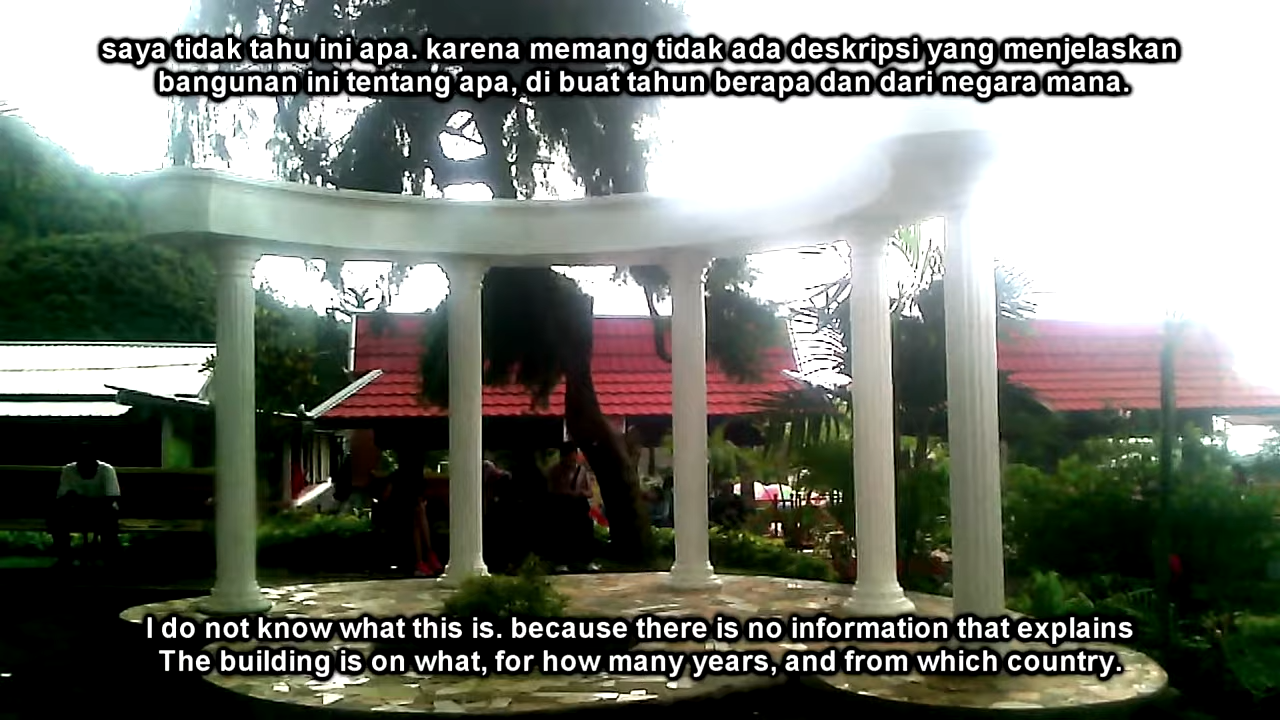 saya tidak tahu ini apa. karena memang tidak ada deskripsi yang menjelaskan
bangunan ini tentang apa, di buat tahun berapa dan dari negara mana.
I do not know what this is. because there is no information that explains
The building is on what, for how many years, and from which country.